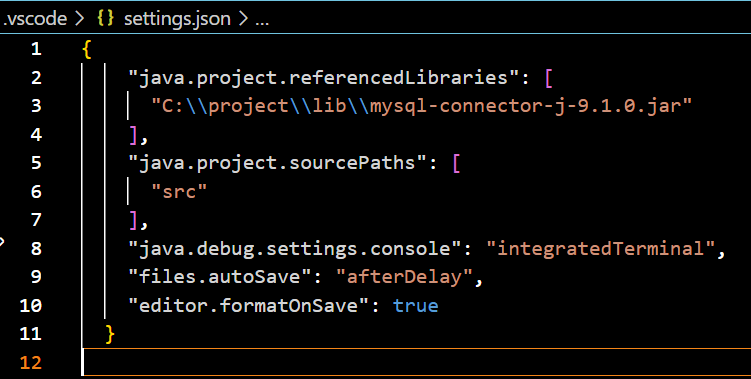 .vscode > {} settings.json > ...
1 {
2 "java.project.referencedLibraries": [
3 "C:\\project\\lib\\mysql-connector-j-9.1.0.jar"
4 ],
5 "java.project.sourcePaths": [
6 "src"
7 ],
8 "java.debug.settings.console": "integratedTerminal",
9 "files.autoSave": "afterDelay",
10 "editor.formatOnSave": true
11 }
12